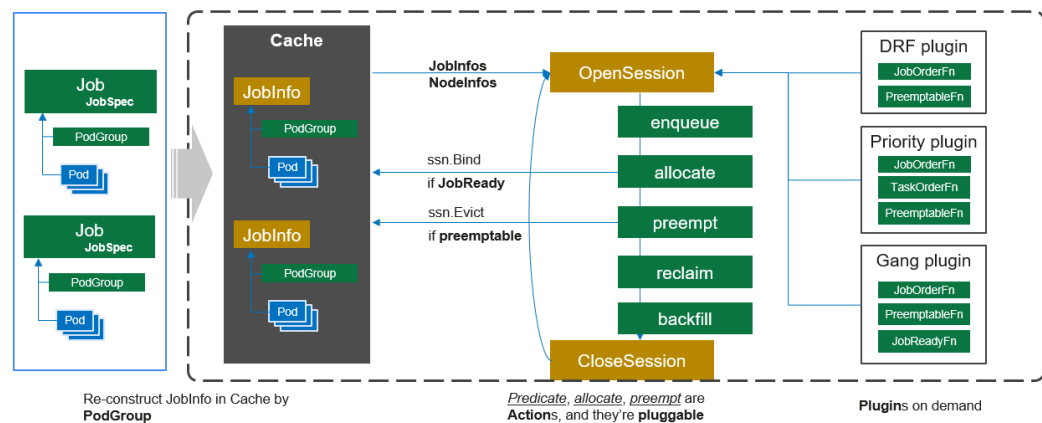 Job
JobSpec
PodGroup
Pod
Job
JobSpec
PodGroup
Pod
Re-construct JobInfo in Cache by
PodGroup
Cache
JobInfo
PodGroup
Pod
JobInfo
PodGroup
Pod
JobInfos
NodeInfos
ssn.Bind
if JobReady
ssn.Evict
if preemptable
OpenSession
enqueue
allocate
preempt
reclaim
backfill
CloseSession
Predicate, allocate, preempt are
Actions, and they're pluggable
DRF plugin
JobOrderFn
PreemptableFn
Priority plugin
JobOrderFn
TaskOrderFn
PreemptableFn
Gang plugin
JobOrderFn
PreemptableFn
JobReadyFn
Plugins on demand